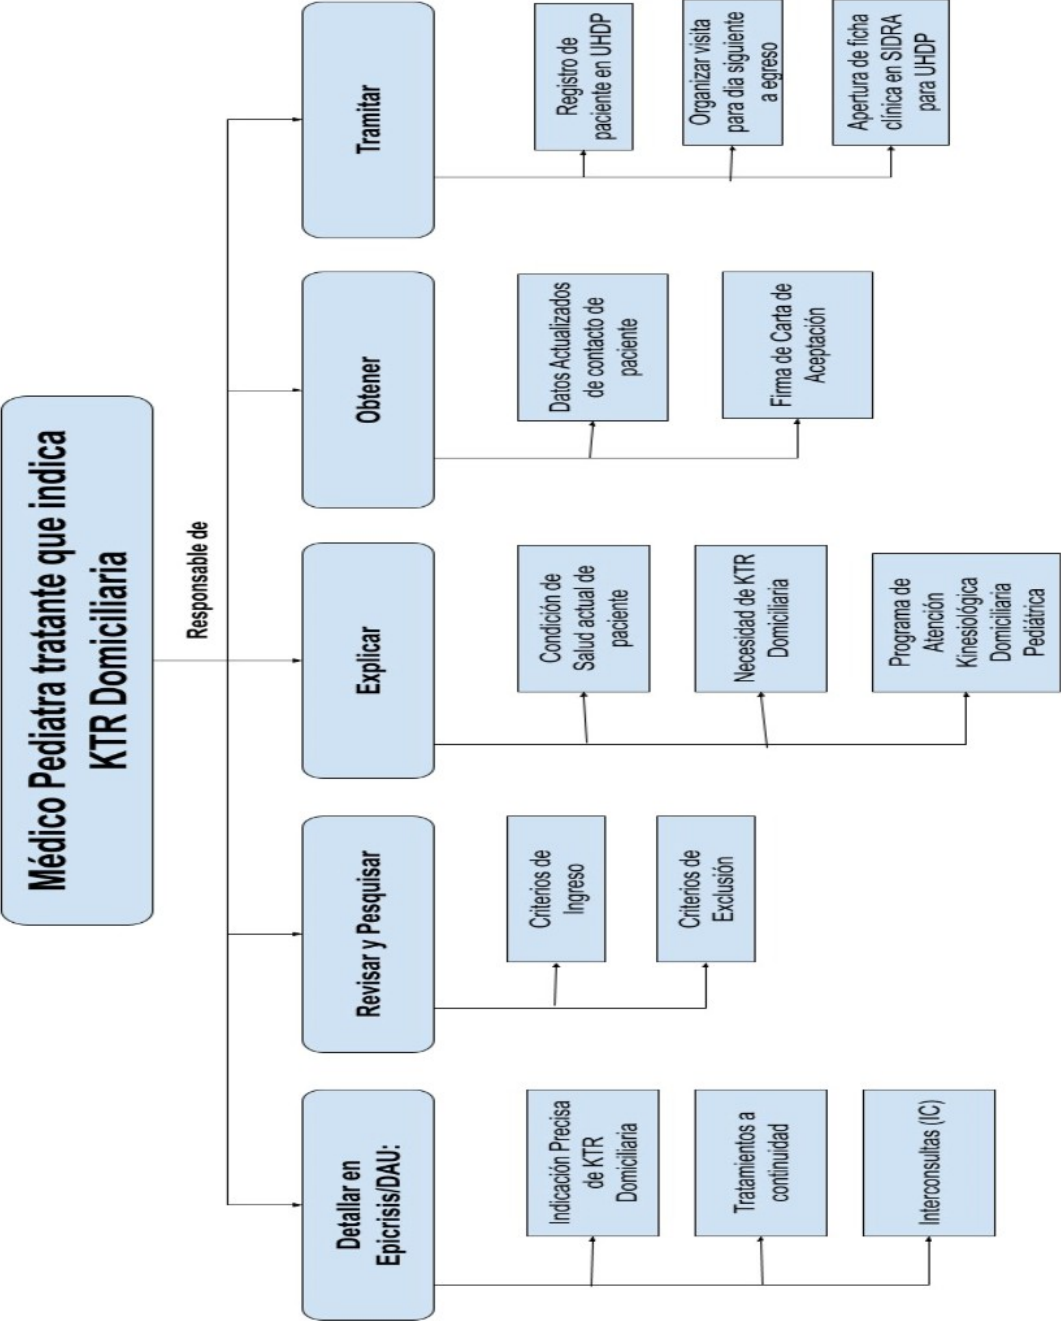 Médico Pediatra tratante que indica
KTR Domiciliaria
Responsable de
Detallar en
Epicrisis/DAU:
Indicación Precisa
de KTR
Domiciliaria
Tratamientos a
continuidad
Interconsultas (IC)
Revisar y Pesquisar
Criterios de
Ingreso
Criterios de
Exclusión
Explicar
Condición de
Salud actual de
paciente
Necesidad de KTR
Domiciliaria
Programa de
Atención
Kinesiológica
Domiciliaria
Pediátrica
Obtener
Datos Actualizados
de contacto de
paciente
Firma de Carta de
Aceptación
Tramitar
Registro de
paciente en UHDP
Organizar visita
para dia siguiente
a egreso
Apertura de ficha
clínica en SIDRA
para UHDP